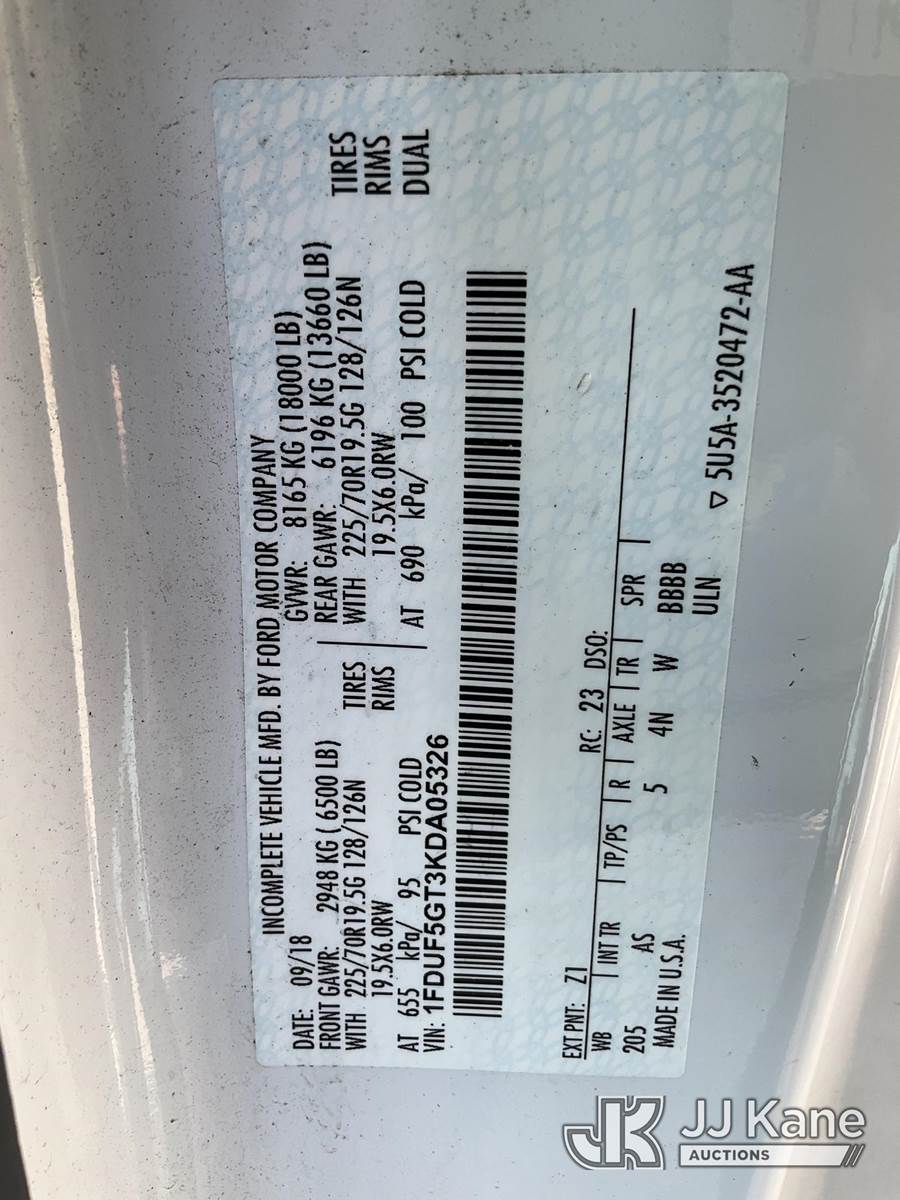 INCOMPLETE VEHICLE MFD. BY FORD MOTOR COMPANY
DATE: 09/18 GVWR: 8165 KG (18000 LB)
FRONT GAWR: 2948 KG (6500 LB) REAR GAWR: 6196 KG (13660 LB)
WITH 225/70R19.5G 128/126N TIRES WITH 225/70R19.5G 128/126N TIRES
19.5X6.0RW RIMS 19.5X6.0RW RIMS
AT 655 kPa/ 95 PSI COLD AT 690 kPa/ 100 PSI COLD DUAL
VIN: 1FDUF5GT3KDA05326
EXT PNT: Z1 RC: 23 DSO:
WB INT TR TP/PS R AXLE TR SPR
205 AS 5 4N W BBBB
MADE IN U.S.A. ULN
▽ 5U5A-3520472-AA
JK JJ Kane
AUCTIONS